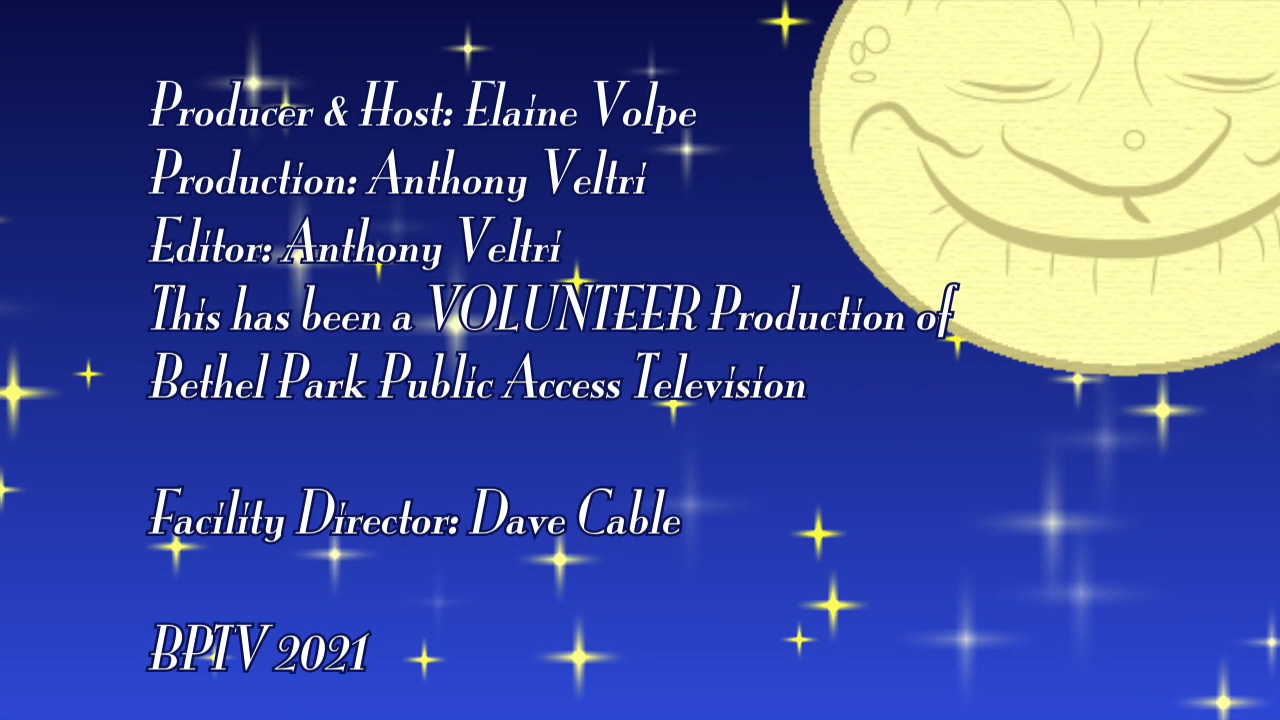 Producer & Host: Elaine Volpe
Production: Anthony Veltri
Editor: Anthony Veltri
This has been a VOLUNTEER Production of
Bethel Park Public Access Television
Facility Director: Dave Cable
BPTV 2021